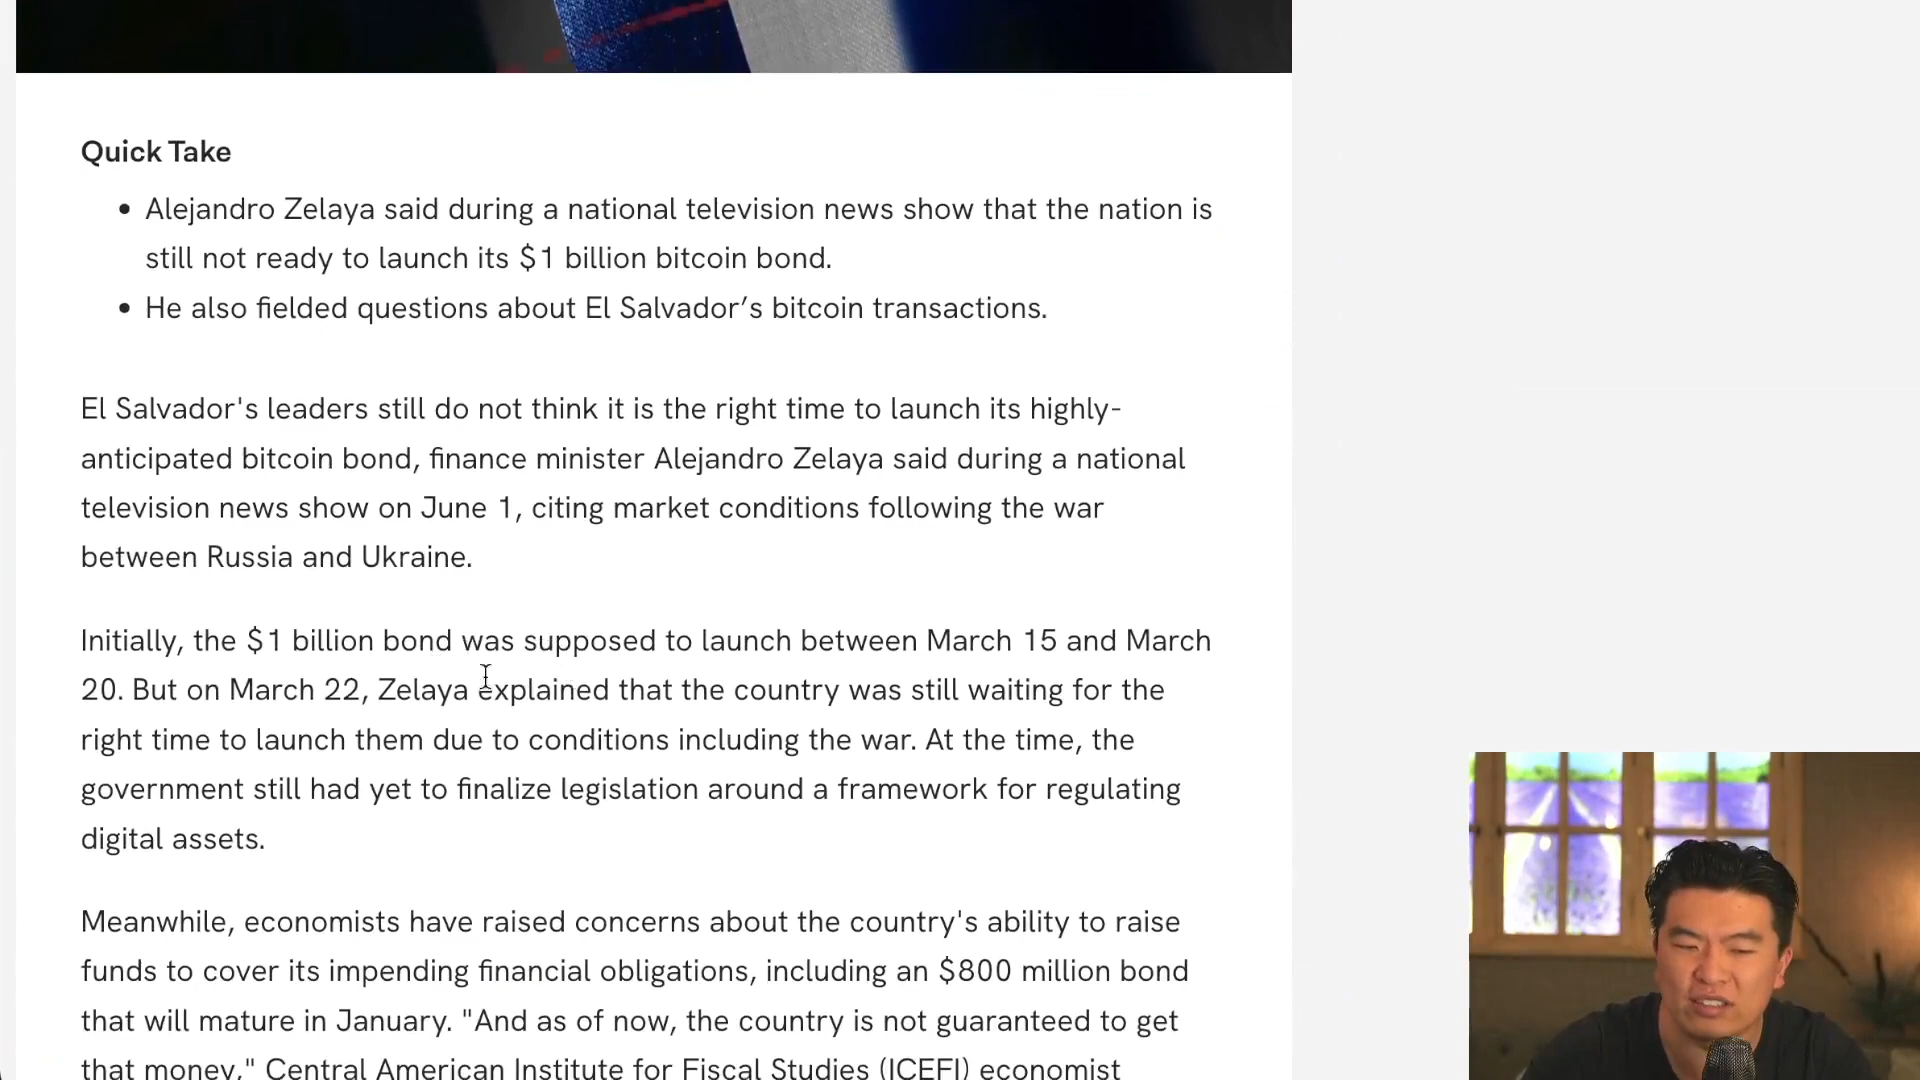 Quick Take
• Alejandro Zelaya said during a national television news show that the nation is
still not ready to launch its $1 billion bitcoin bond.
• He also fielded questions about El Salvador’s bitcoin transactions.
El Salvador's leaders still do not think it is the right time to launch its highly-
anticipated bitcoin bond, finance minister Alejandro Zelaya said during a national
television news show on June 1, citing market conditions following the war
between Russia and Ukraine.
Initially, the $1 billion bond was supposed to launch between March 15 and March
20. But on March 22, Zelaya explained that the country was still waiting for the
right time to launch them due to conditions including the war. At the time, the
government still had yet to finalize legislation around a framework for regulating
digital assets.
Meanwhile, economists have raised concerns about the country's ability to raise
funds to cover its impending financial obligations, including an $800 million bond
that will mature in January. "And as of now, the country is not guaranteed to get
that money," Central American Institute for Fiscal Studies (ICEFI) economist